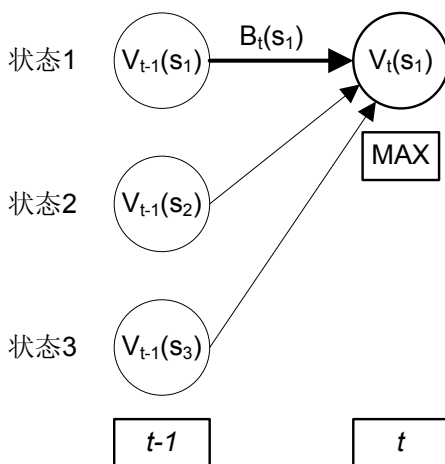 状态1 V_{t-1}(s_1) B_t(s_1) V_t(s_1)
MAX
状态2 V_{t-1}(s_2)
状态3 V_{t-1}(s_3)
t-1 t